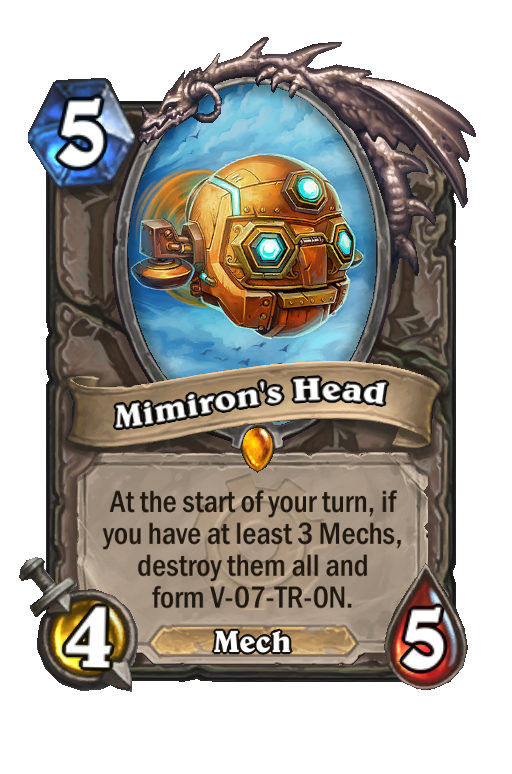 5
Mimiron's Head
At the start of your turn, if
you have at least 3 Mechs,
destroy them all and
form V-07-TR-0N.
4
Mech
5